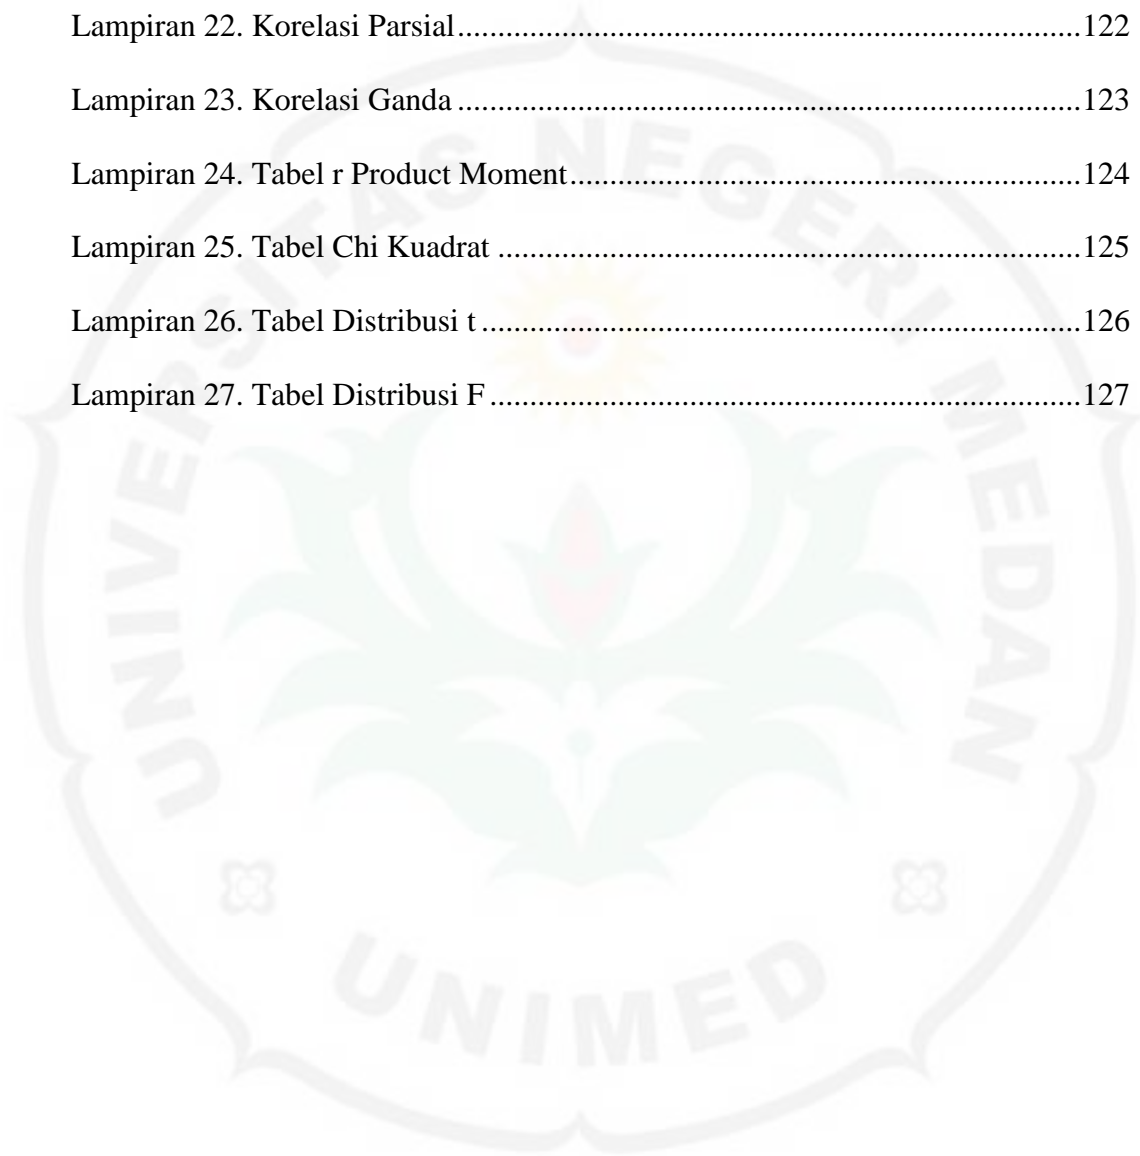 Lampiran 22. Korelasi Parsial..............................................................................122
Lampiran 23. Korelasi Ganda ..............................................................................123
Lampiran 24. Tabel r Product Moment................................................................124
Lampiran 25. Tabel Chi Kuadrat .........................................................................125
Lampiran 26. Tabel Distribusi t ...........................................................................126
Lampiran 27. Tabel Distribusi F ..........................................................................127
UNIVERSITAS NEGERI MEDAN
UNIMED